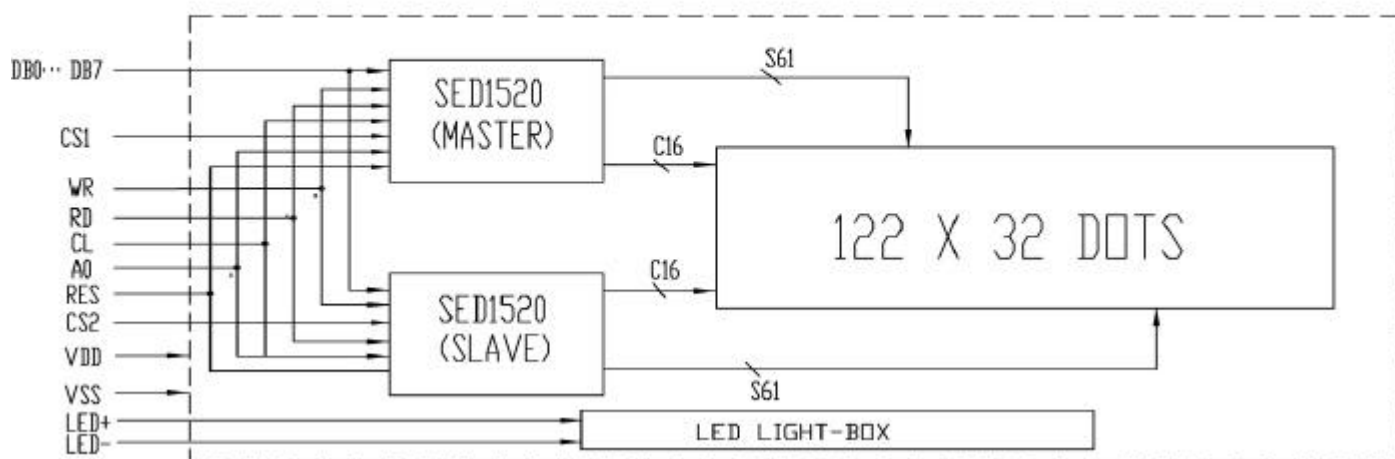 DB0··· DB7
CS1
WR
RD
CL
A0
RES
CS2
VDD
VSS
LED+
LED-
SED1520
(MASTER)
S61
C16
122 X 32 DOTS
SED1520
(SLAVE)
C16
S61
LED LIGHT-BOX